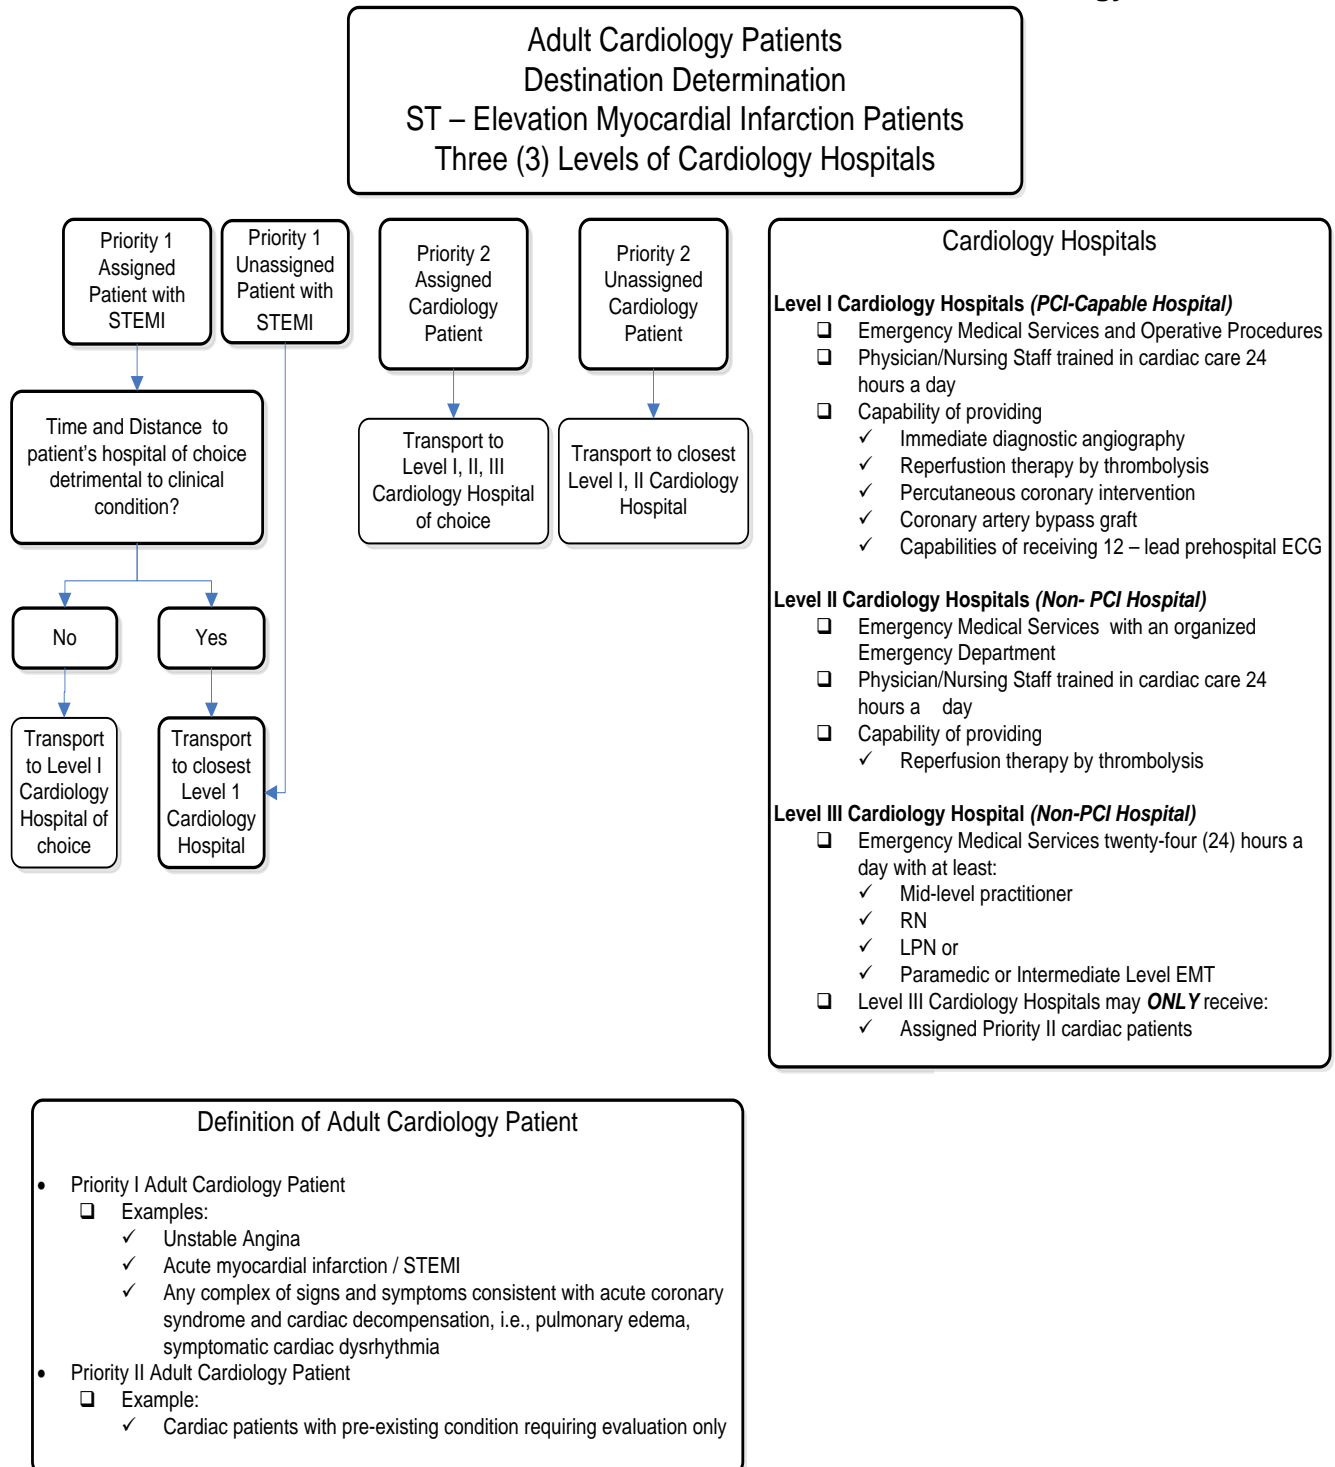 Adult Cardiology Patients
Destination Determination
ST – Elevation Myocardial Infarction Patients
Three (3) Levels of Cardiology Hospitals
Priority 1
Assigned
Patient with
STEMI
Priority 1
Unassigned
Patient with
STEMI
Priority 2
Assigned
Cardiology
Patient
Priority 2
Unassigned
Cardiology
Patient
Time and Distance to
patient's hospital of choice
detrimental to clinical
condition?
Transport to
Level I, II, III
Cardiology Hospital
of choice
Transport to closest
Level I, II Cardiology
Hospital
No
Yes
Transport
to Level I
Cardiology
Hospital of
choice
Transport
to closest
Level 1
Cardiology
Hospital
Cardiology Hospitals
Level I Cardiology Hospitals (PCI-Capable Hospital)
❑ Emergency Medical Services and Operative Procedures
❑ Physician/Nursing Staff trained in cardiac care 24
hours a day
❑ Capability of providing
✓ Immediate diagnostic angiography
✓ Reperfustion therapy by thrombolysis
✓ Percutaneous coronary intervention
✓ Coronary artery bypass graft
✓ Capabilities of receiving 12 – lead prehospital ECG
Level II Cardiology Hospitals (Non- PCI Hospital)
❑ Emergency Medical Services with an organized
Emergency Department
❑ Physician/Nursing Staff trained in cardiac care 24
hours a day
❑ Capability of providing
✓ Reperfusion therapy by thrombolysis
Level III Cardiology Hospital (Non-PCI Hospital)
❑ Emergency Medical Services twenty-four (24) hours a
day with at least:
✓ Mid-level practitioner
✓ RN
✓ LPN or
✓ Paramedic or Intermediate Level EMT
❑ Level III Cardiology Hospitals may ONLY receive:
✓ Assigned Priority II cardiac patients
Definition of Adult Cardiology Patient
• Priority I Adult Cardiology Patient
❑ Examples:
✓ Unstable Angina
✓ Acute myocardial infarction / STEMI
✓ Any complex of signs and symptoms consistent with acute coronary
syndrome and cardiac decompensation, i.e., pulmonary edema,
symptomatic cardiac dysrhythmia
• Priority II Adult Cardiology Patient
❑ Example:
✓ Cardiac patients with pre-existing condition requiring evaluation only